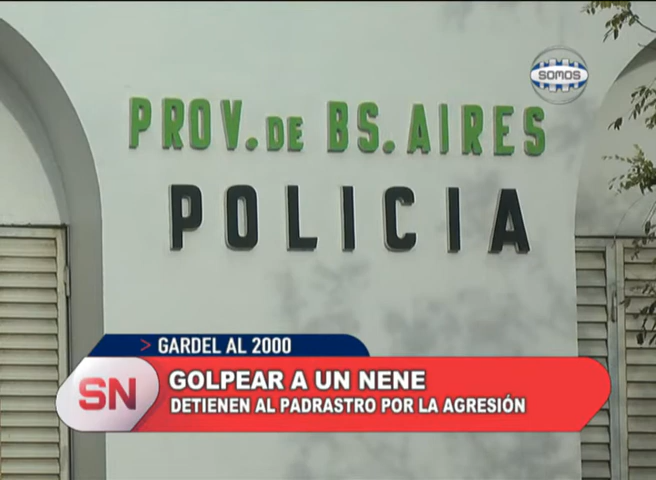 SOMOS
PROV. DE BS. AIRES
POLICIA
> GARDEL AL 2000
SN
GOLPEAR A UN NENE
DETIENEN AL PADRASTRO POR LA AGRESIÓN